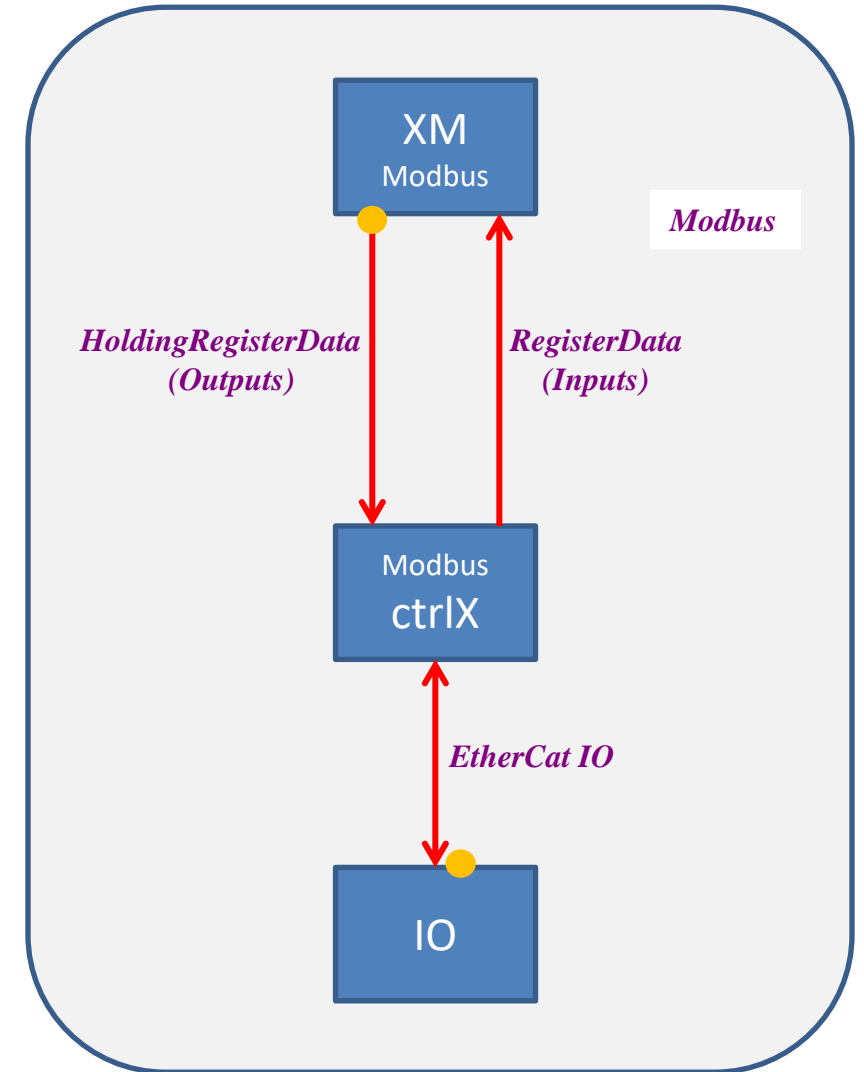 XM
Modbus
Modbus
HoldingRegisterData
(Outputs)
RegisterData
(Inputs)
Modbus
ctrlX
EtherCat IO
IO